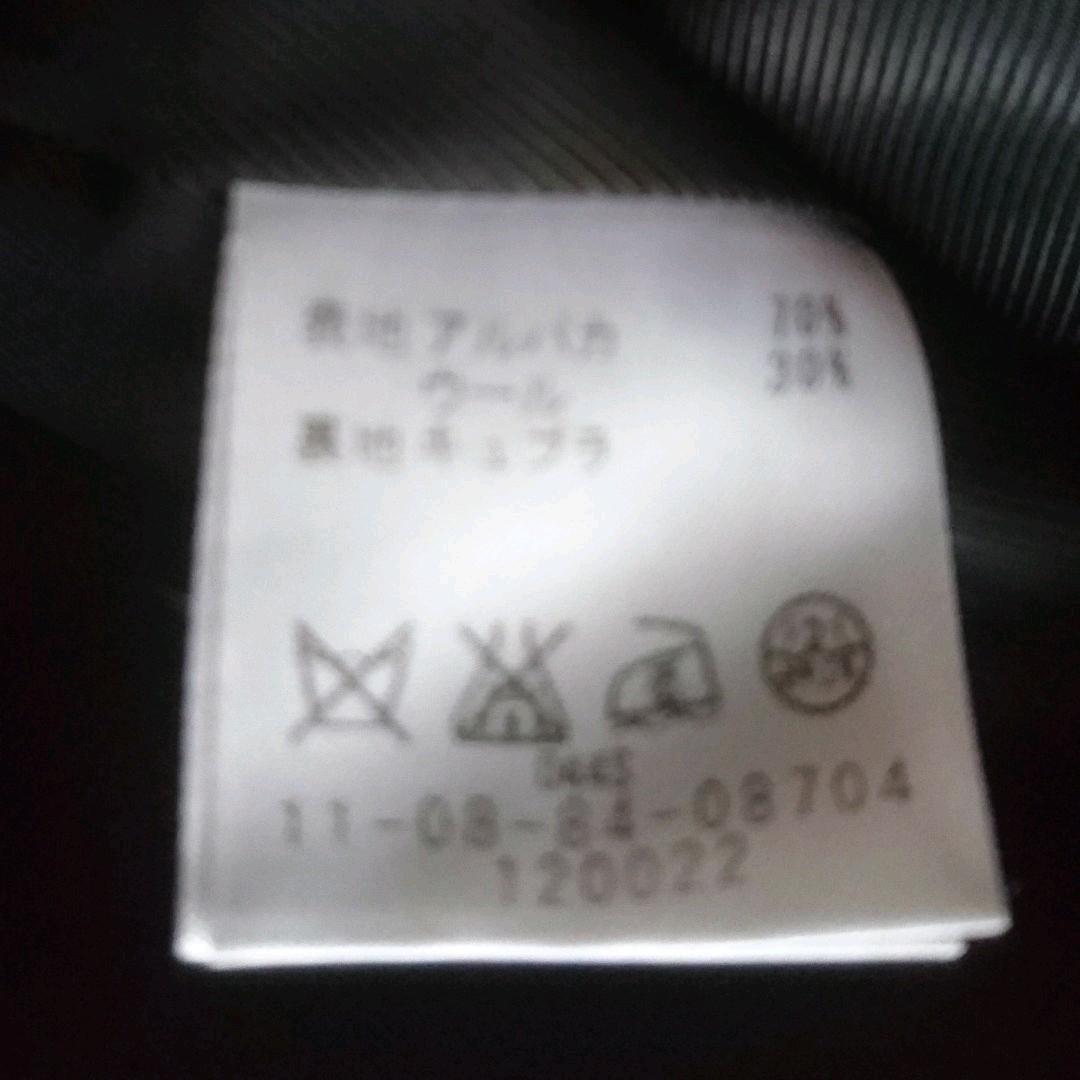 表地 アルパカ 70%
ウール 30%
裏地 キュプラ
11-08-84-08704
120022